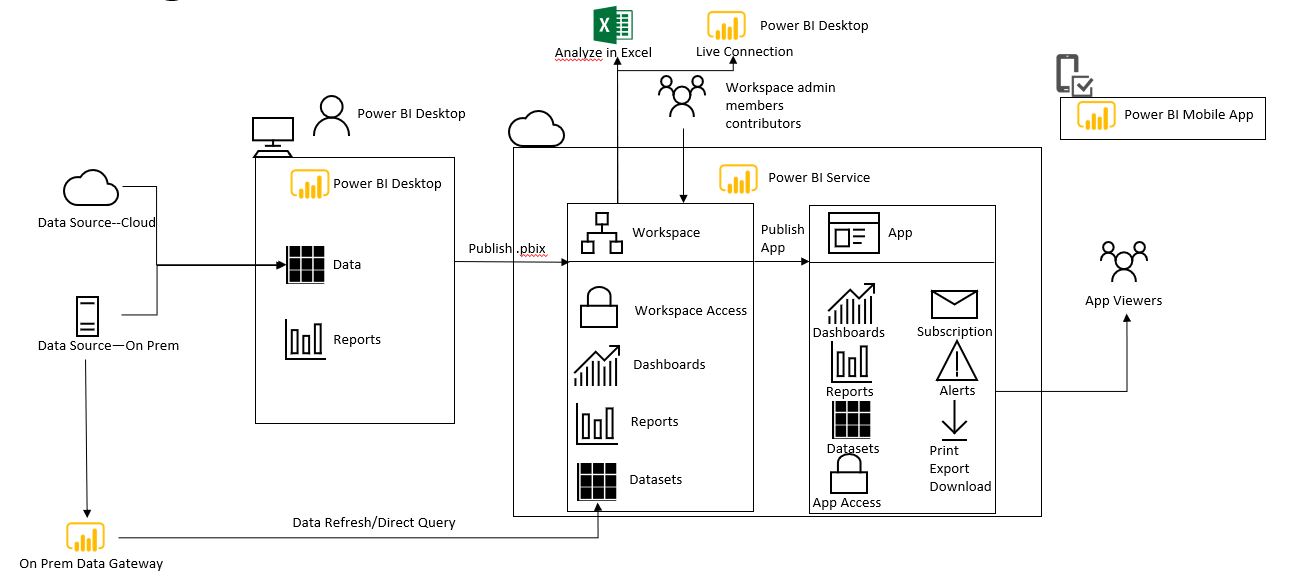 Power BI Desktop
Analyze in Excel
Live Connection
Workspace admin
members
contributors
Power BI Mobile App
Power BI Desktop
Power BI Desktop
Power BI Service
Data Source--Cloud
Data
Reports
Data Source—On Prem
Publish .pbix
Workspace
Workspace Access
Dashboards
Reports
Datasets
Publish
App
App
Dashboards
Subscription
Reports
Alerts
Datasets
Print
Export
Download
App Access
App Viewers
Data Refresh/Direct Query
On Prem Data Gateway